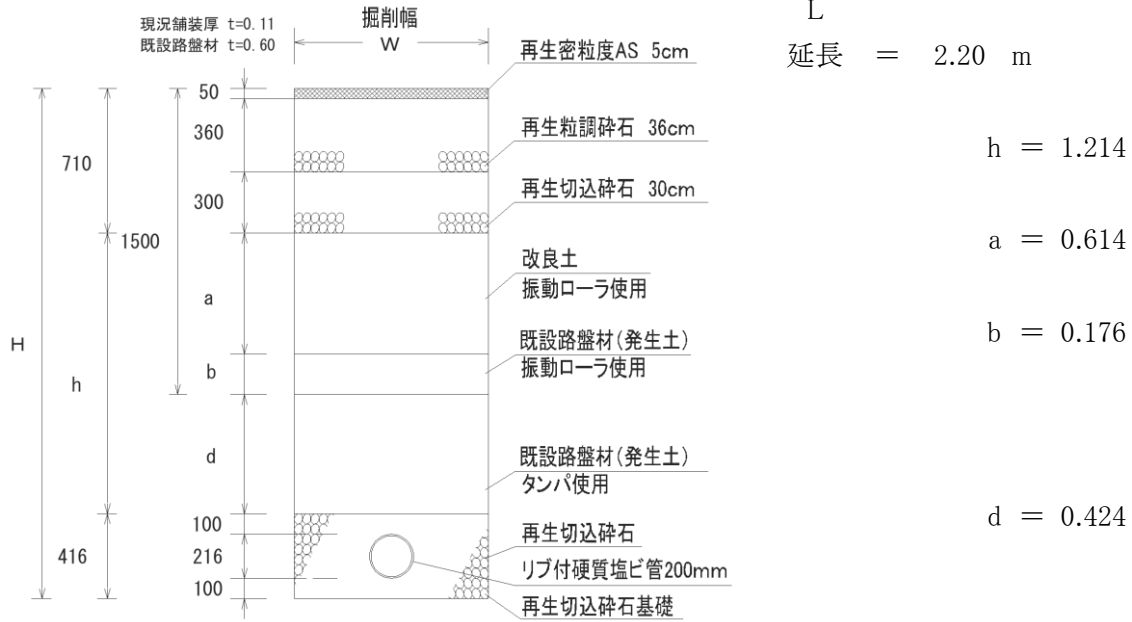 現況舗装厚 t=0.11
既設路盤材 t=0.60
掘削幅
W
L
延長 = 2.20 m
再生密粒度AS 5cm
50
360
再生粒調砕石 36cm
h = 1.214
710
300
再生切込砕石 30cm
1500
a = 0.614
改良土
振動ローラ使用
a
既設路盤材(発生土)
振動ローラ使用
b = 0.176
H
h
b
d
既設路盤材(発生土)
タンパ使用
d = 0.424
100
再生切込砕石
416
216
リブ付硬質塩ビ管200mm
100
再生切込砕石基礎